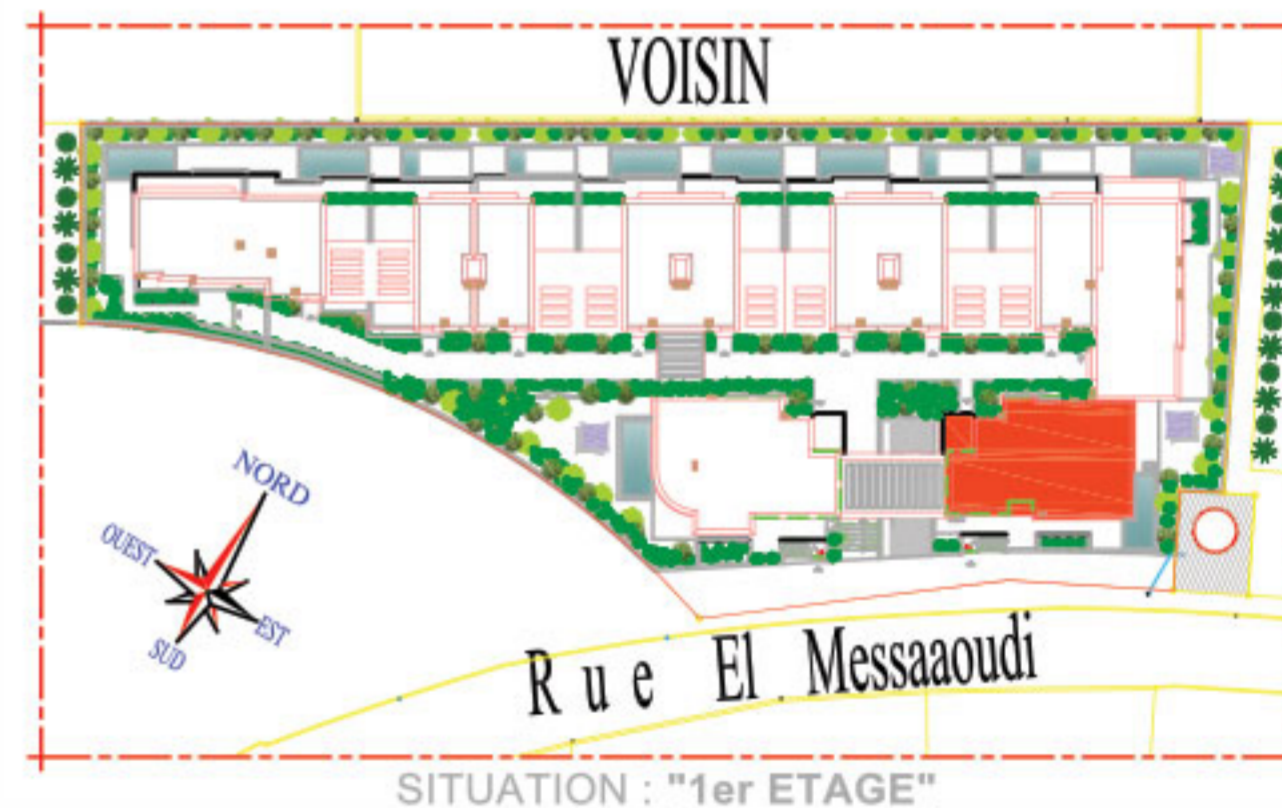 VOISIN
NORD
OUEST
EST
SUD
Rue El Messaaoudi
SITUATION : "1er ETAGE"